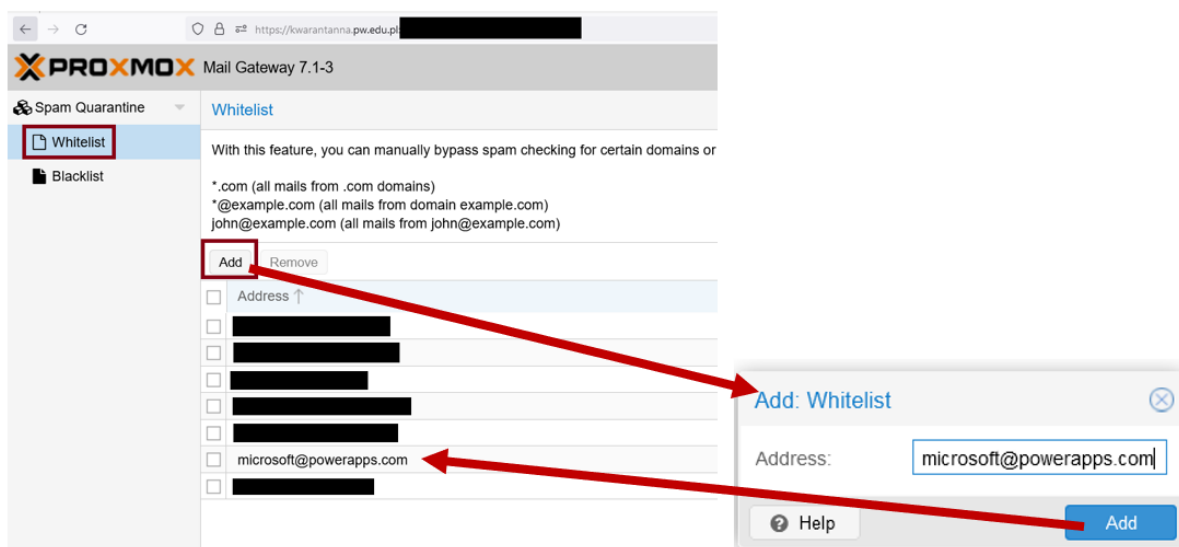 https://kwarantanna.pw.edu.pl
PROXMOX Mail Gateway 7.1-3
Spam Quarantine
Whitelist
Blacklist
Whitelist
With this feature, you can manually bypass spam checking for certain domains or
*.com (all mails from .com domains)
*@example.com (all mails from domain example.com)
john@example.com (all mails from john@example.com)
Add Remove
Address ↑
microsoft@powerapps.com
Add: Whitelist
Address: microsoft@powerapps.com
Help Add